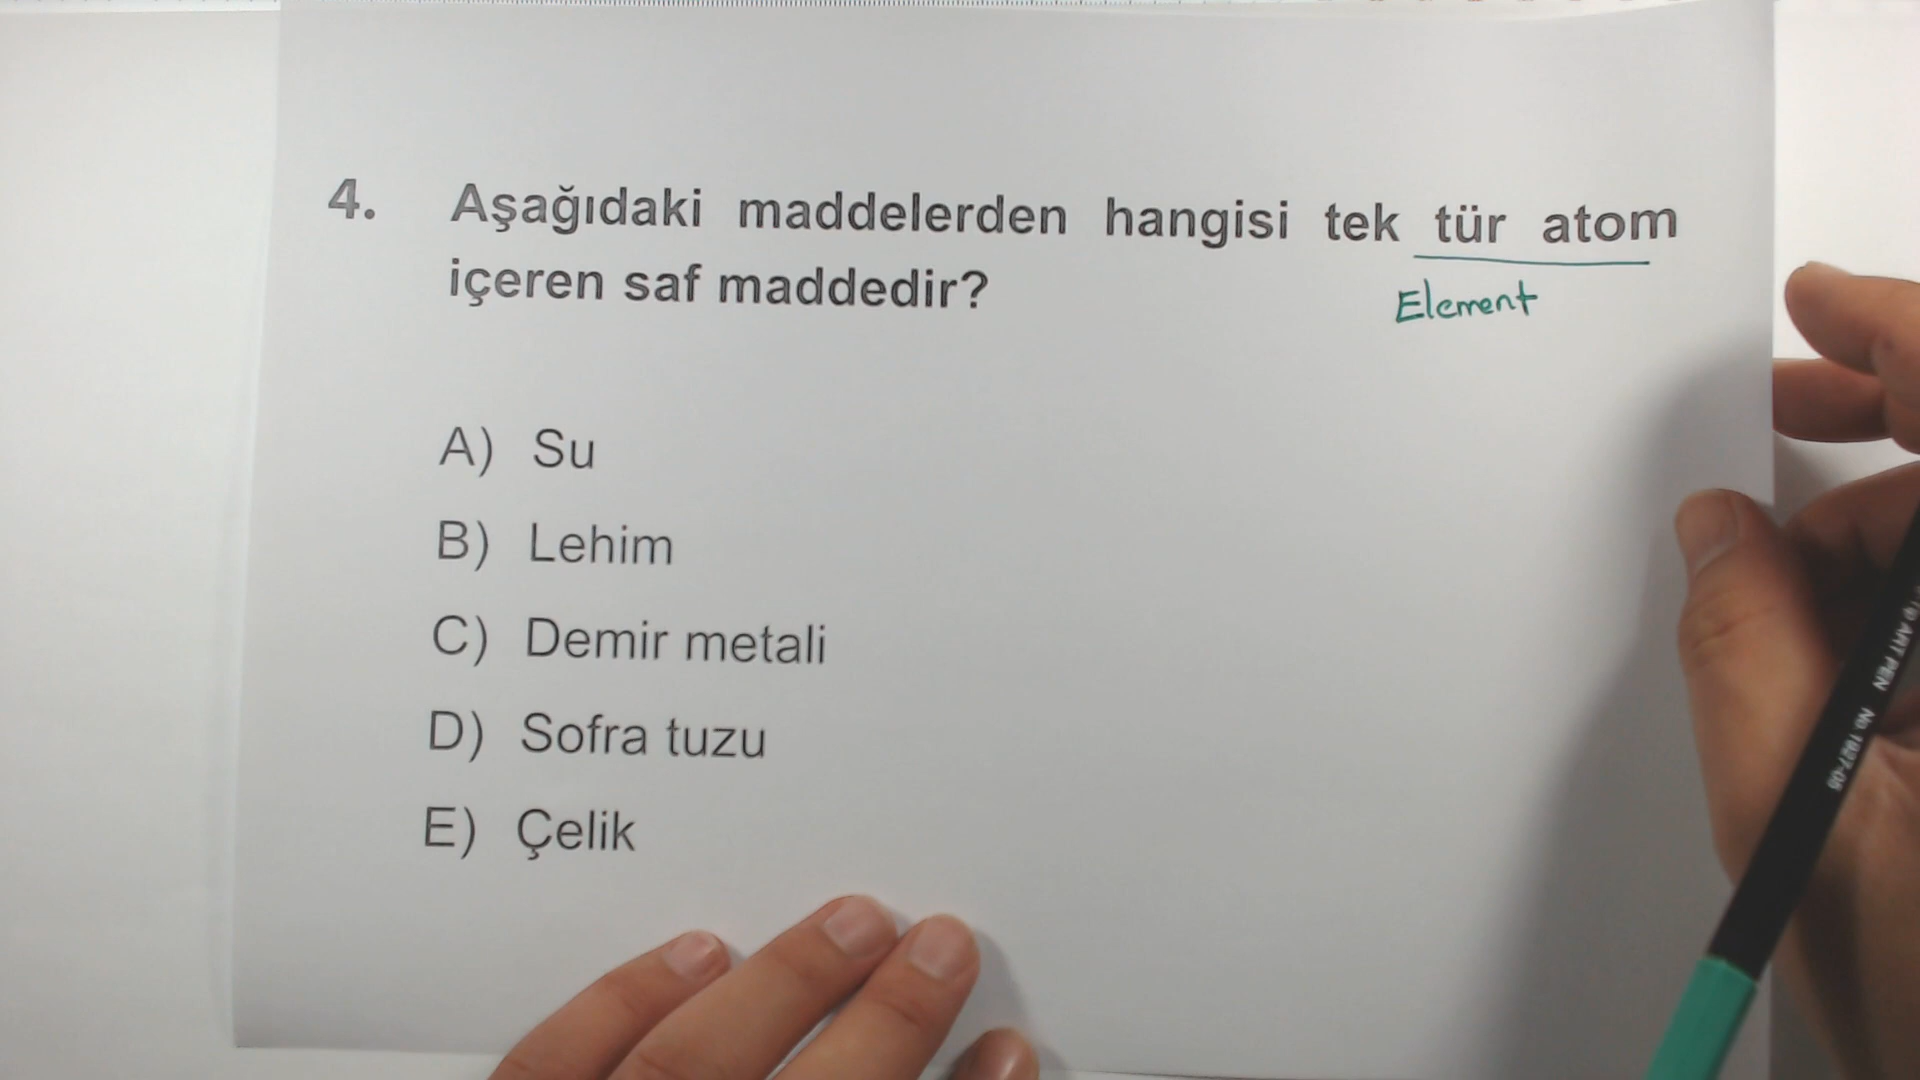 4. Aşağıdaki maddelerden hangisi tek tür atom
içeren saf maddedir?
Element
A) Su
B) Lehim
C) Demir metali
D) Sofra tuzu
E) Çelik
ART PEN No.1927-05